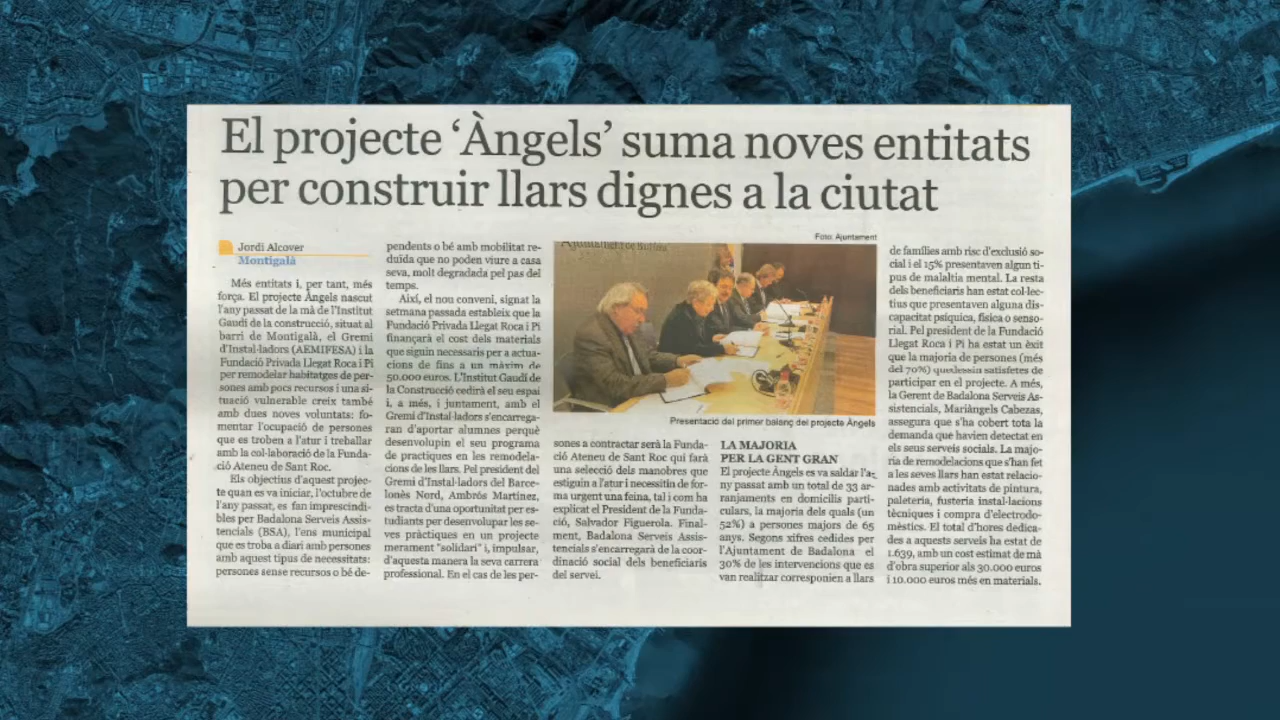 El projecte ‘Àngels’ suma noves entitats
per construir llars dignes a la ciutat
Jordi Alcover
Montigalà
Més entitats i, per tant, més
força. El projecte Àngels nascut
l'any passat de la mà de l'Institut
Gaudí de la construcció, situat al
barri de Montigalà, el Gremi
d'Instal·ladors (AEMIFESA) i la
Fundació Privada Llegat Roca i Pi
per remodelar habitatges de per-
sones amb pocs recursos i una si-
tuació vulnerable creix també
amb dues noves voluntats: fo-
mentar l'ocupació de persones
que es troben a l'atur i treballar
amb la col·laboració de la Funda-
ció Ateneu de Sant Roc.
Els objectius d'aquest projec-
te quan es va iniciar, l'octubre de
l'any passat, es fan imprescindi-
bles per Badalona Serveis Assis-
tencials (BSA), l'ens municipal
que es troba a diari amb persones
amb aquest tipus de necessitats:
persones sense recursos o bé de-
pendents o bé amb mobilitat re-
duïda que no poden viure a casa
seva, molt degradada pel pas del
temps.
Així, el nou conveni, signat la
setmana passada estableix que la
Fundació Privada Llegat Roca i Pi
finançarà el cost dels materials
que siguin necessaris per a actua-
cions de fins a un màxim de
50.000 euros. L'Institut Gaudí de
la Construcció cedirà el seu espai
i, a més, i juntament, amb el
Gremi d'Instal·ladors s'encarrega-
ran d'aportar alumnes perquè
desenvolupin el seu programa
de practiques en les remodela-
cions de les llars. Pel president del
Gremi d'Instal·ladors del Barce-
lonès Nord, Ambrós Martínez,
es tracta d'una oportunitat per es-
tudiants per desenvolupar les se-
ves pràctiques en un projecte
merament "solidari" i, impulsar,
d'aquesta manera la seva carrera
professional. En el cas de les per-
Foto: Ajuntament
Ajuntament de
Presentació del primer balanç del projecte Àngels
sones a contractar serà la Funda-
ció Ateneu de Sant Roc qui farà
una selecció dels manobres que
estiguin a l'atur i necessitin de for-
ma urgent una feina, tal i com ha
explicat el President de la Funda-
ció, Salvador Figuerola. Final-
ment, Badalona Serveis Assis-
tencials s'encarregarà de la coor-
dinació social dels beneficiaris
del servei.
LA MAJORIA
PER LA GENT GRAN
El projecte Àngels es va saldar l'a-
ny passat amb un total de 33 ar-
ranjaments en domicilis parti-
culars, la majoria dels quals (un
52%) a persones majors de 65
anys. Segons xifres cedides per
l'Ajuntament de Badalona el
30% de les intervencions que es
van realitzar corresponien a llars
de famílies amb risc d'exclusió so-
cial i el 15% presentaven algun ti-
pus de malaltia mental. La resta
dels beneficiaris han estat col·lec-
tius que presentaven alguna dis-
capacitat psíquica, física o senso-
rial. Pel president de la Fundació
Llegat Roca i Pi ha estat un èxit
que la majoria de persones (més
del 70%) quedessin satisfetes de
participar en el projecte. A més,
la Gerent de Badalona Serveis As-
sistencials, Mariàngels Cabezas,
assegura que s'ha cobert tota la
demanda que havien detectat en
els seus serveis socials. La majo-
ria de remodelacions que s'han fet
a les seves llars han estat relacio-
nades amb activitats de pintura,
paleteria, fusteria instal·lacions
tècniques i compra d'electrodo-
mèstics. El total d'hores dedica-
des a aquests serveis ha estat de
1.639, amb un cost estimat de mà
d'obra superior als 30.000 euros
i 10.000 euros més en materials.